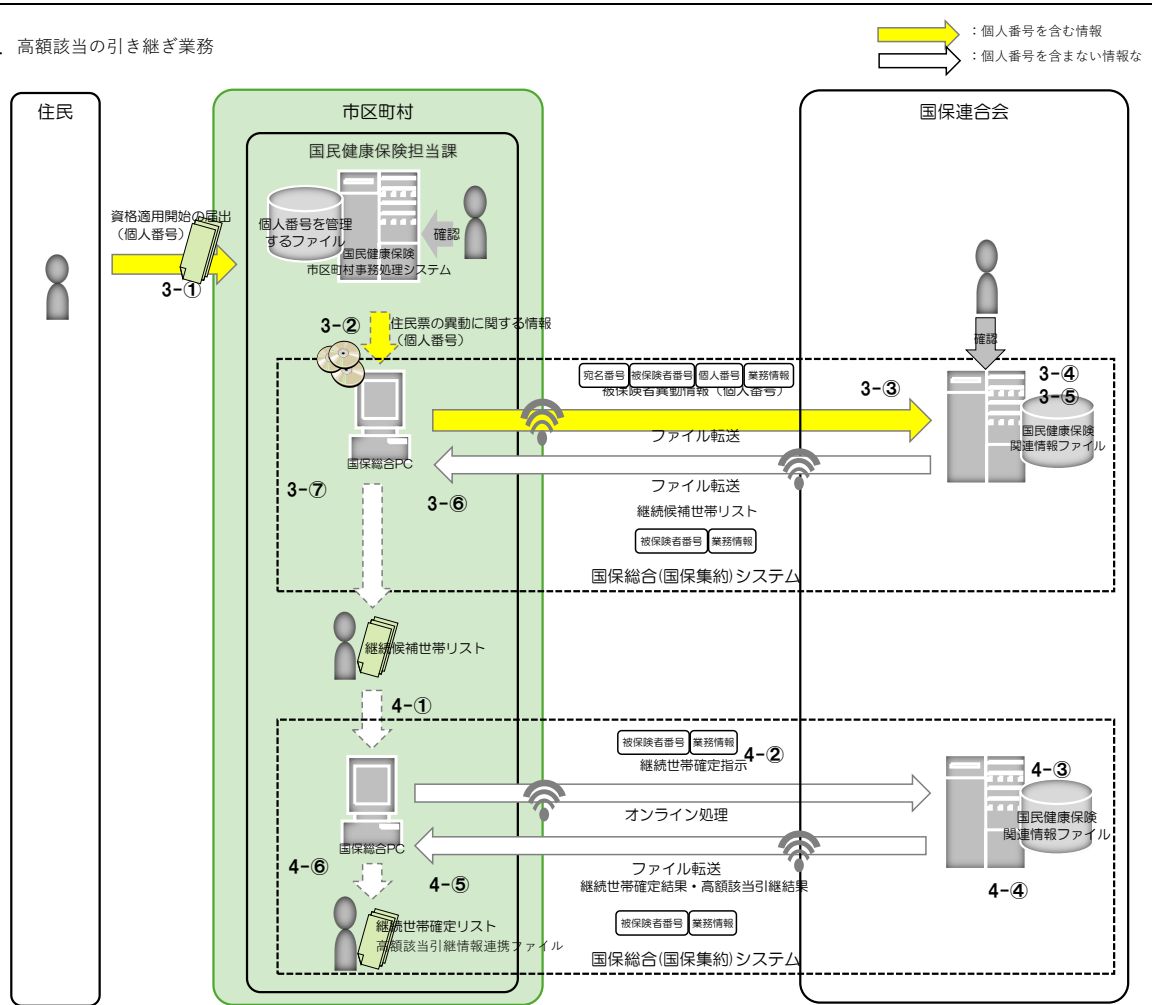 . 高額該当の引き継ぎ業務
：個人番号を含む情報
：個人番号を含まない情報な
住民
市区町村
国保連合会
国民健康保険担当課
資格適用開始の届出
（個人番号）
3-①
個人番号を管理
するファイル
国民健康保険
市区町村事務処理システム
確認
3-②
住民票の異動に関する情報
（個人番号）
確認
宛名番号 被保険者番号 個人番号 業務情報
被保険者異動情報（個人番号）
3-③
3-④
3-⑤
ファイル転送
国民健康保険
関連情報ファイル
国保総合PC
3-⑦
3-⑥
ファイル転送
継続候補世帯リスト
被保険者番号 業務情報
国保総合(国保集約)システム
継続候補世帯リスト
4-①
被保険者番号 業務情報
4-②
継続世帯確定指示
4-③
オンライン処理
国民健康保険
関連情報ファイル
国保総合PC
4-⑥
4-⑤
ファイル転送
継続世帯確定結果・高額該当引継結果
4-④
被保険者番号 業務情報
継続世帯確定リスト
高額該当引継情報連携ファイル
国保総合(国保集約)システム